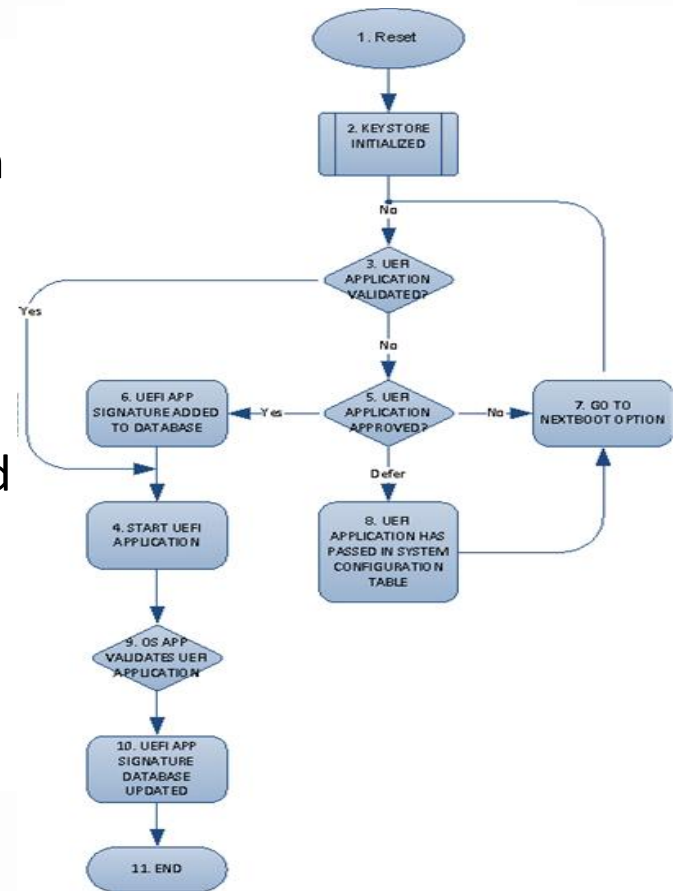 1. Reset
2. KEYSTORE
INITIALIZED
No
3. UEFI
APPLICATION
VALIDATED?
Yes
No
6. UEFI APP
SIGNATURE ADDED
TO DATABASE
Yes
5. UEFI
APPLICATION
APPROVED?
No
7. GO TO
NEXTBOOT OPTION
Defer
4. START UEFI
APPLICATION
8. UEFI
APPLICATION HAS
PASSED IN SYSTEM
CONFIGURATION
TABLE
9. OS APP
VALIDATES UEFI
APPLICATION
10. UEFI APP
SIGNATURE
DATABASE
UPDATED
11. END